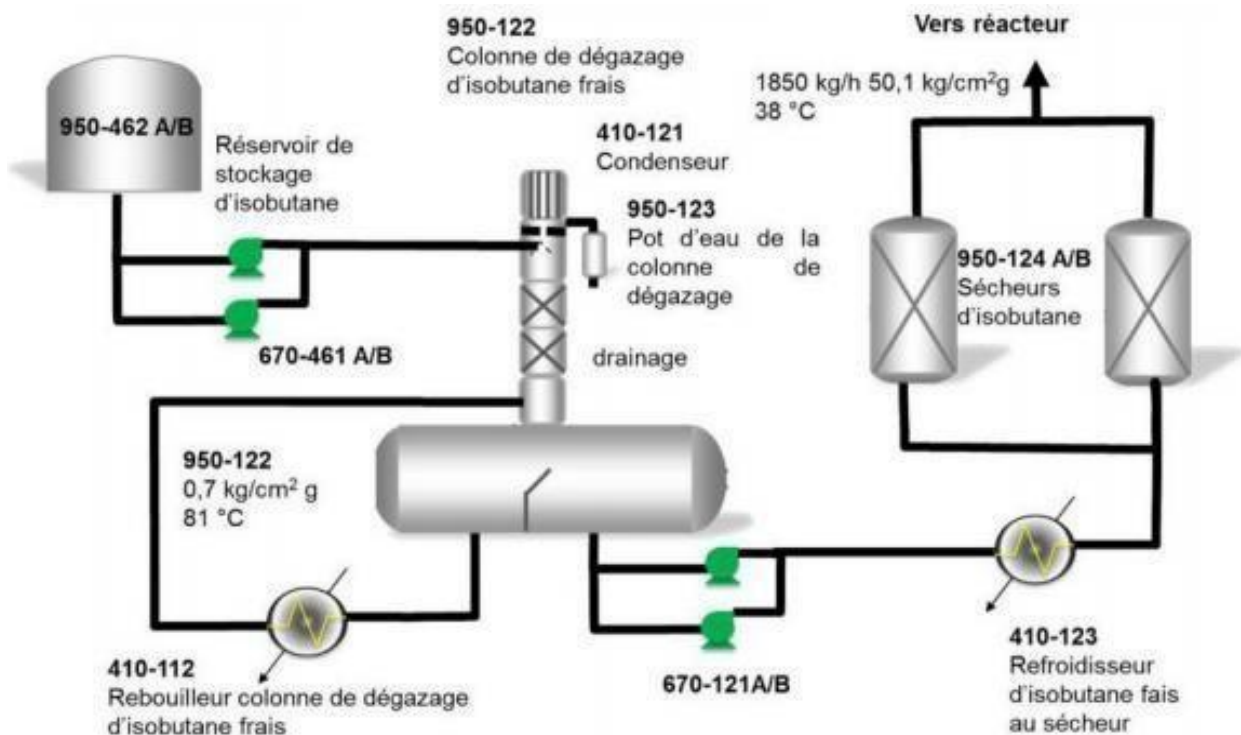 950-122
Colonne de dégazage
d'isobutane frais
Vers réacteur
1850 kg/h 50,1 kg/cm²g
38 °C
950-462 A/B
Réservoir de
stockage
d'isobutane
410-121
Condenseur
950-123
Pot d'eau de la
colonne de
dégazage
950-124 A/B
Sécheurs
d'isobutane
670-461 A/B
drainage
950-122
0,7 kg/cm² g
81 °C
410-112
Rebouilleur colonne de dégazage
d'isobutane frais
670-121A/B
410-123
Refroidisseur
d'isobutane fais
au sécheur